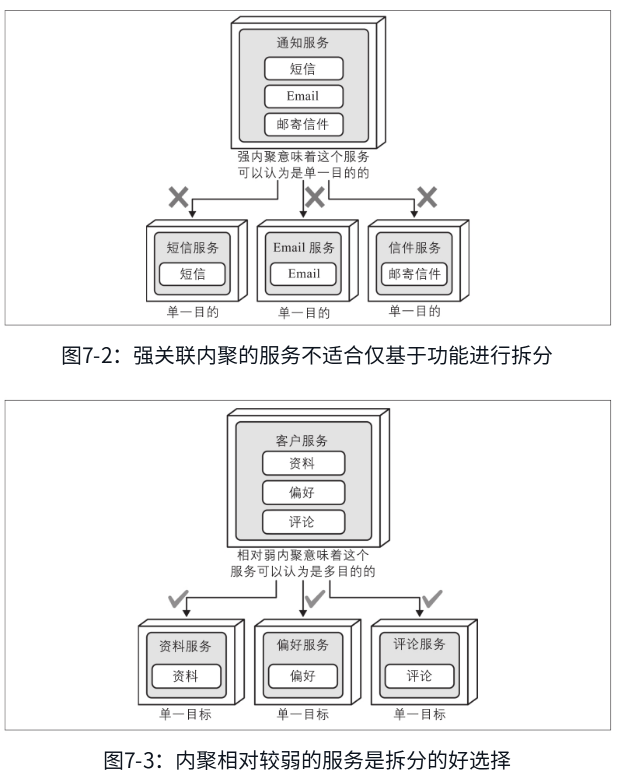 通知服务
短信
Email
邮寄信件
强内聚意味着这个服务
可以认为是单一目的的
短信服务
短信
单一目的
Email 服务
Email
单一目的
信件服务
邮寄信件
单一目的
图7-2：强关联内聚的服务不适合仅基于功能进行拆分
客户服务
资料
偏好
评论
相对弱内聚意味着这个
服务可以认为是多目的的
资料服务
资料
单一目标
偏好服务
偏好
单一目标
评论服务
评论
单一目标
图7-3：内聚相对较弱的服务是拆分的好选择